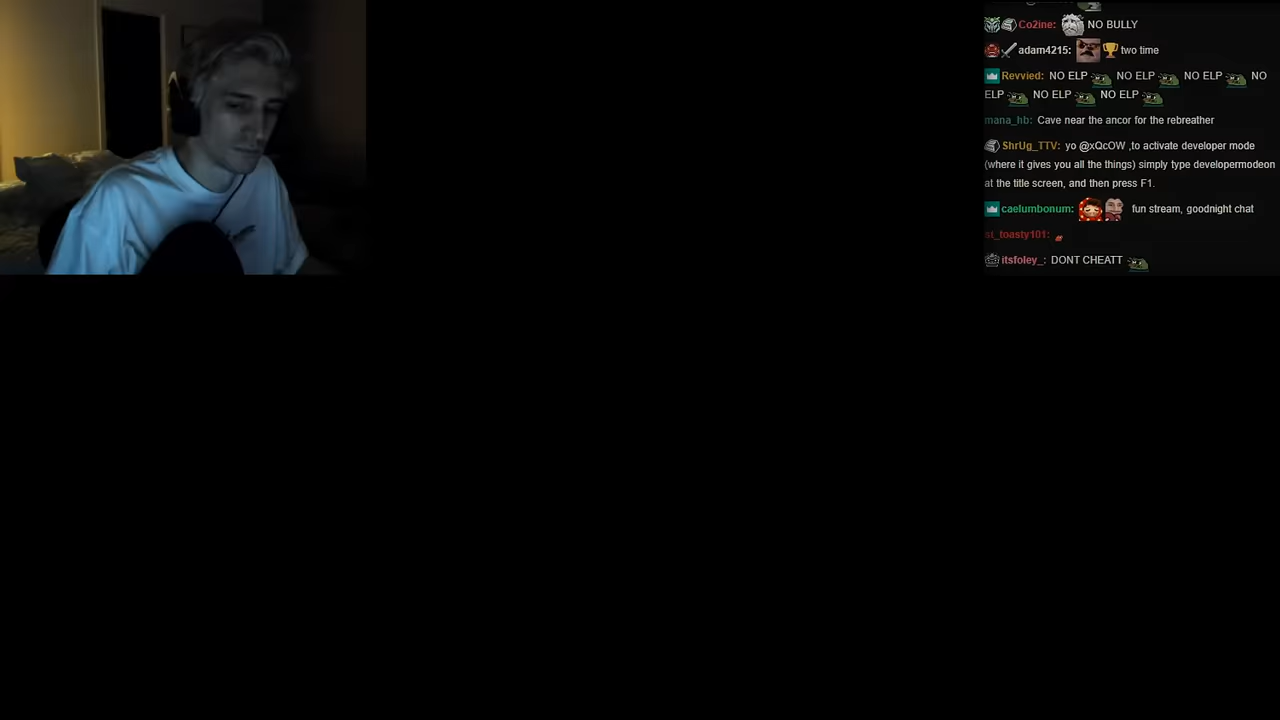 Co2ine: NO BULLY
adam4215: two time
Revvied: NO ELP NO ELP NO ELP NO
ELP NO ELP NO ELP
mana_hb: Cave near the ancor for the rebreather
ShrUg_TTV: yo @xQcOW ,to activate developer mode
(where it gives you all the things) simply type developermodeon
at the title screen, and then press F1.
caelumbonum: fun stream, goodnight chat
st_toasty101:
itsfoley_: DONT CHEATT